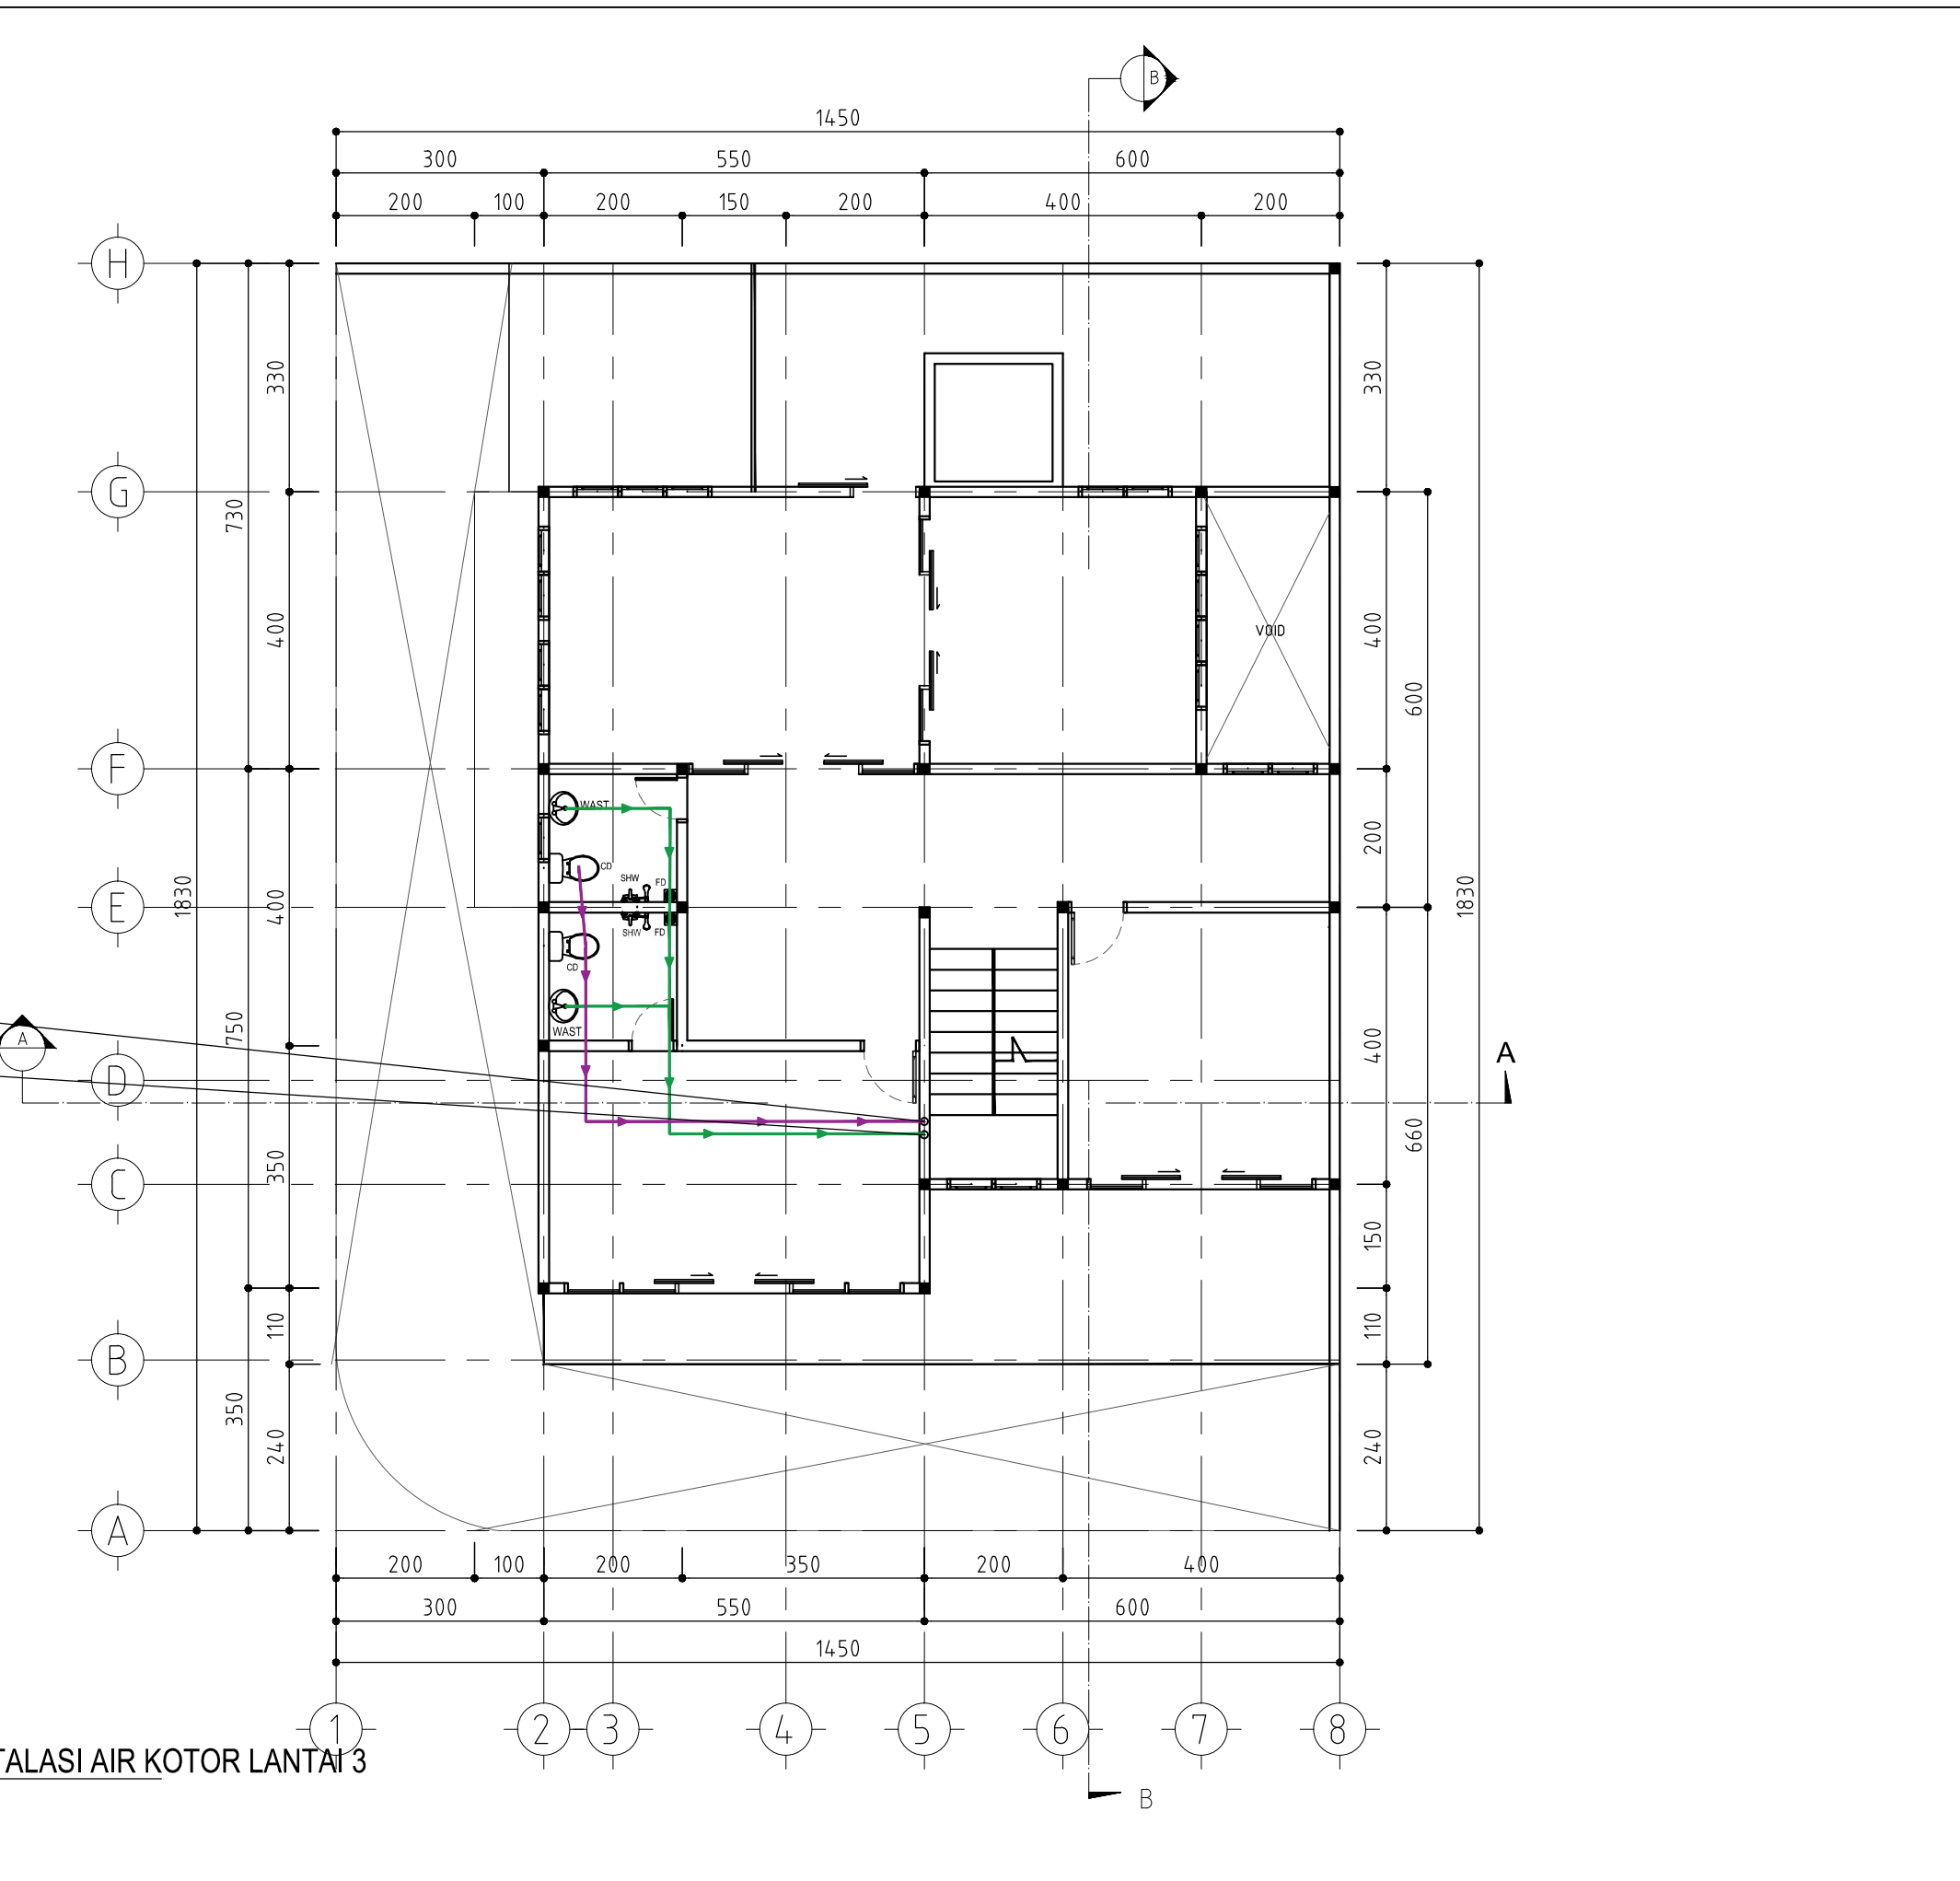 B
1450
300 550 600
200 100 200 150 200 400 200
H
330 330
G
730
400 VOID 400
600
F
WAST
200
CD
SHW FD
1830 E 400 1830
SHW FD
CD
WAST
750 A D 400 A
660
350 C
150
110 110
B
350
240 240
A
200 100 200 350 200 400
300 550 600
1450
1 2 3 4 5 6 7 8
TALASI AIR KOTOR LANTAI 3
B